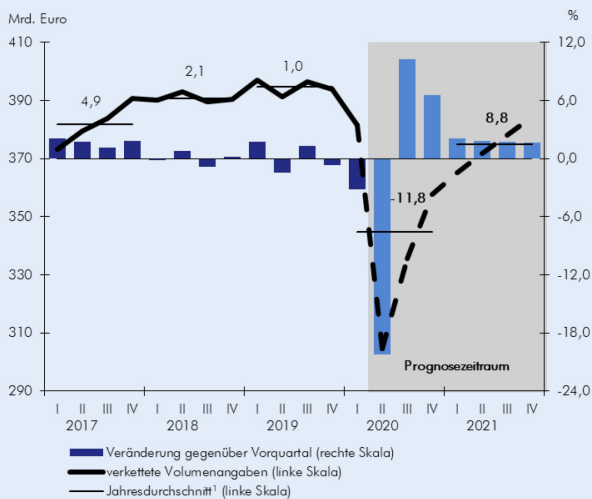 Mrd. Euro %
410 12,0
390 6,0
370 0,0
350 -6,0
330 -12,0
310 -18,0
290 -24,0
4,9 2,1 1,0 -11,8 8,8
Prognosezeitraum
I II III IV I II III IV I II III IV I II III IV I II III IV
2017 2018 2019 2020 2021
Veränderung gegenüber Vorquartal (rechte Skala)
verkettete Volumenangaben (linke Skala)
Jahresdurchschnitt¹ (linke Skala)